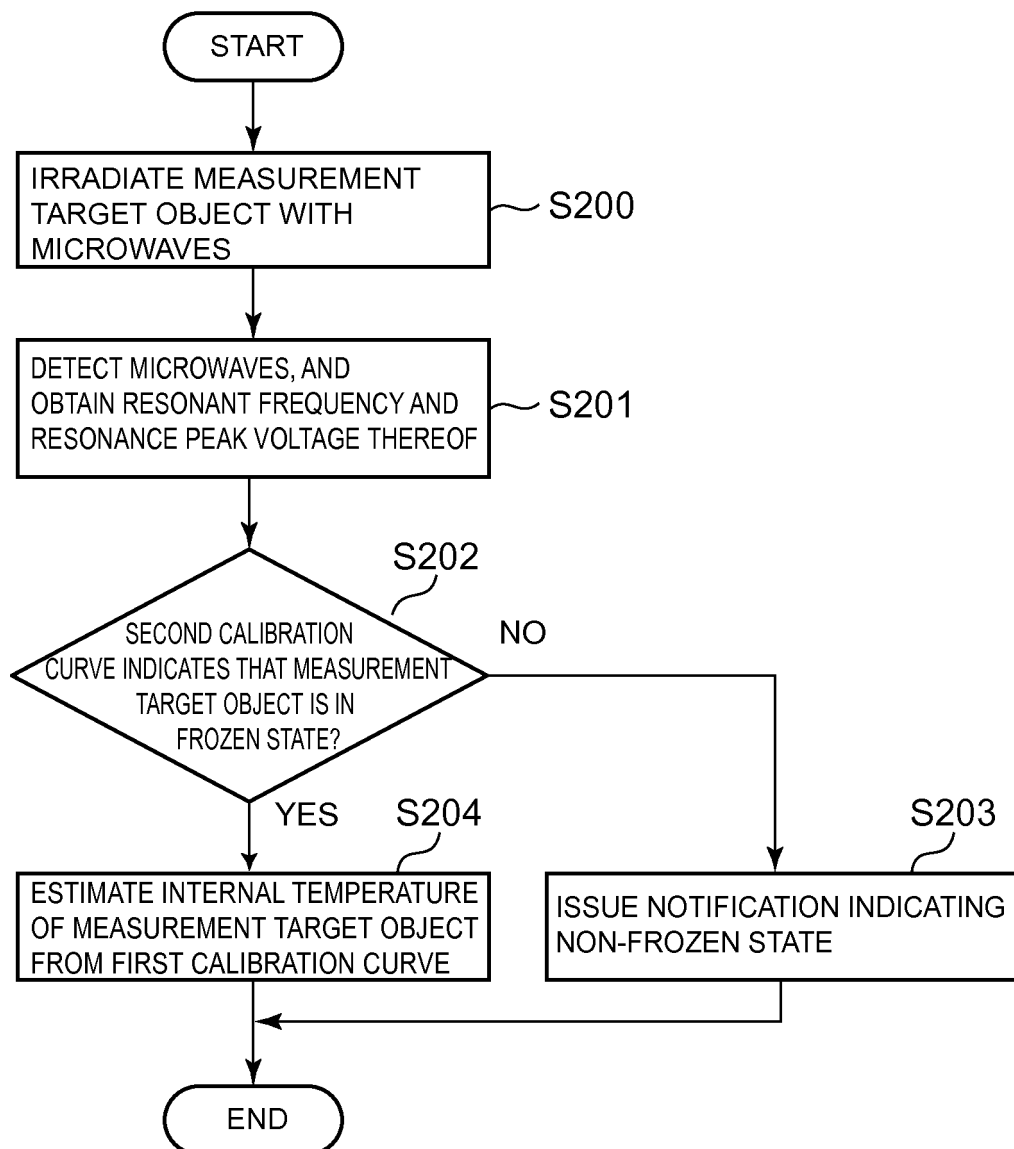 START
IRRADIATE MEASUREMENT
TARGET OBJECT WITH
MICROWAVES
S200
DETECT MICROWAVES, AND
OBTAIN RESONANT FREQUENCY AND
RESONANCE PEAK VOLTAGE THEREOF
S201
S202
SECOND CALIBRATION
CURVE INDICATES THAT MEASUREMENT
TARGET OBJECT IS IN
FROZEN STATE?
NO
YES
S204
ESTIMATE INTERNAL TEMPERATURE
OF MEASUREMENT TARGET OBJECT
FROM FIRST CALIBRATION CURVE
S203
ISSUE NOTIFICATION INDICATING
NON-FROZEN STATE
END